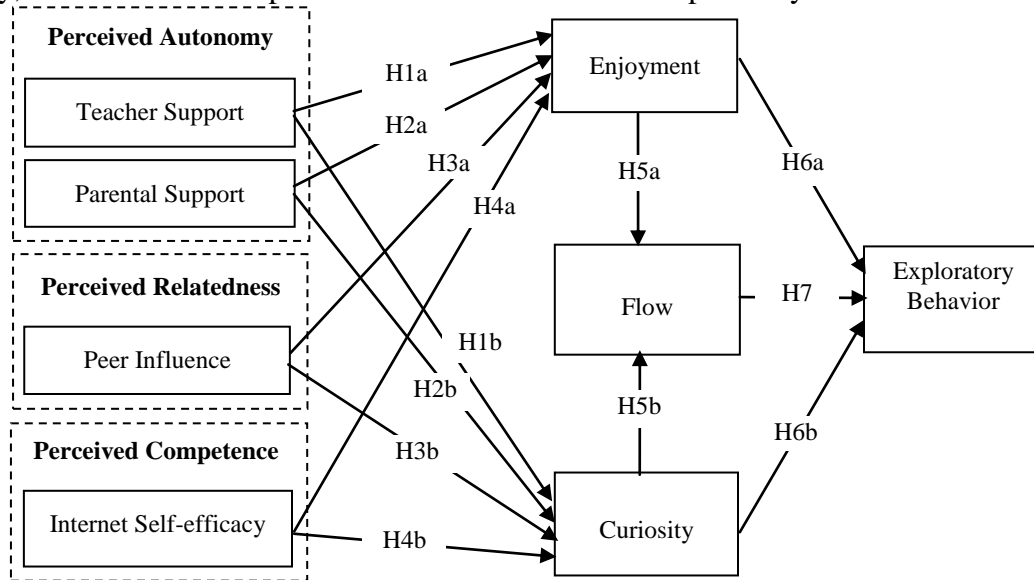 Perceived Autonomy
Teacher Support
Parental Support
Perceived Relatedness
Peer Influence
Perceived Competence
Internet Self-efficacy
H1a
H2a
H3a
H4a
H1b
H2b
H3b
H4b
Enjoyment
H5a
Flow
H5b
Curiosity
H6a
H7
H6b
Exploratory
Behavior